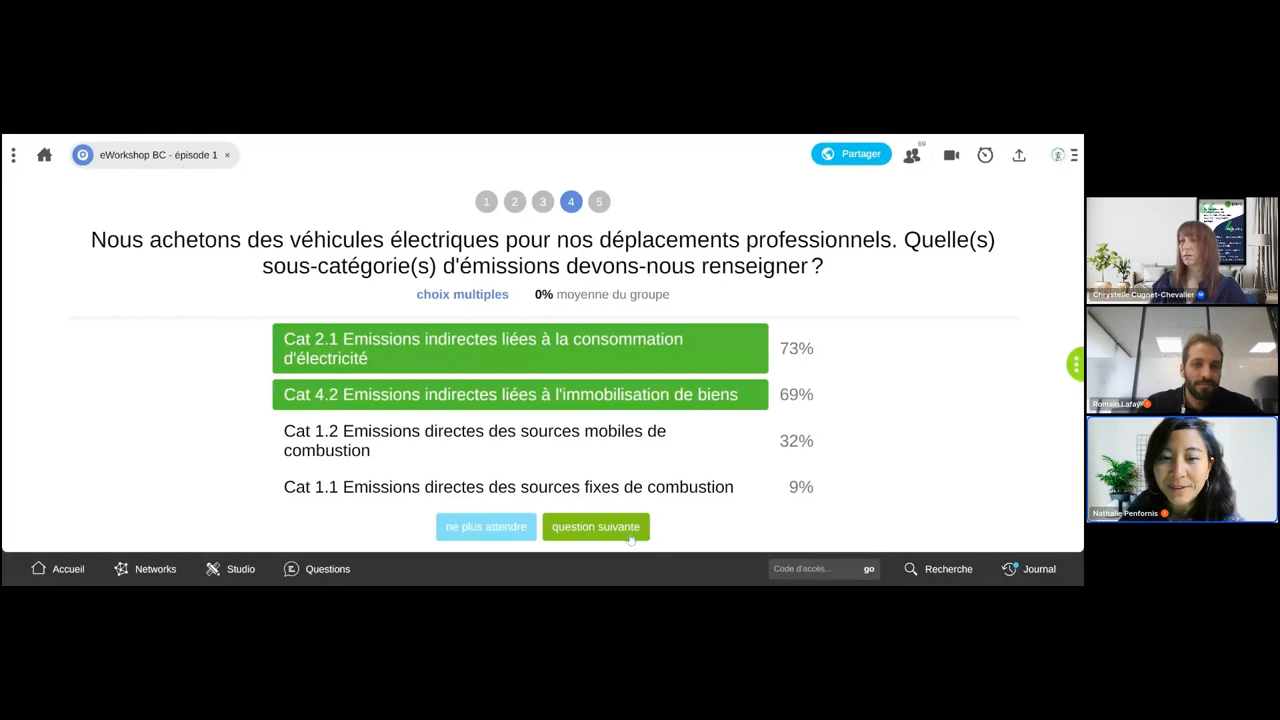 eWorkshop BC - épisode 1 ×
Partager
69
1 2 3 4 5
Nous achetons des véhicules électriques pour nos déplacements professionnels. Quelle(s)
sous-catégorie(s) d'émissions devons-nous renseigner ?
choix multiples 0% moyenne du groupe
Cat 2.1 Emissions indirectes liées à la consommation
d'électricité
73%
Cat 4.2 Emissions indirectes liées à l'immobilisation de biens
69%
Cat 1.2 Emissions directes des sources mobiles de
combustion
32%
Cat 1.1 Emissions directes des sources fixes de combustion
9%
ne plus attendre
question suivante
Accueil
Networks
Studio
Questions
Code d'accès...
go
Recherche
Journal
Chrystelle Cugnet-Chevalier
Romain Lafay
Nathalie Penfornis